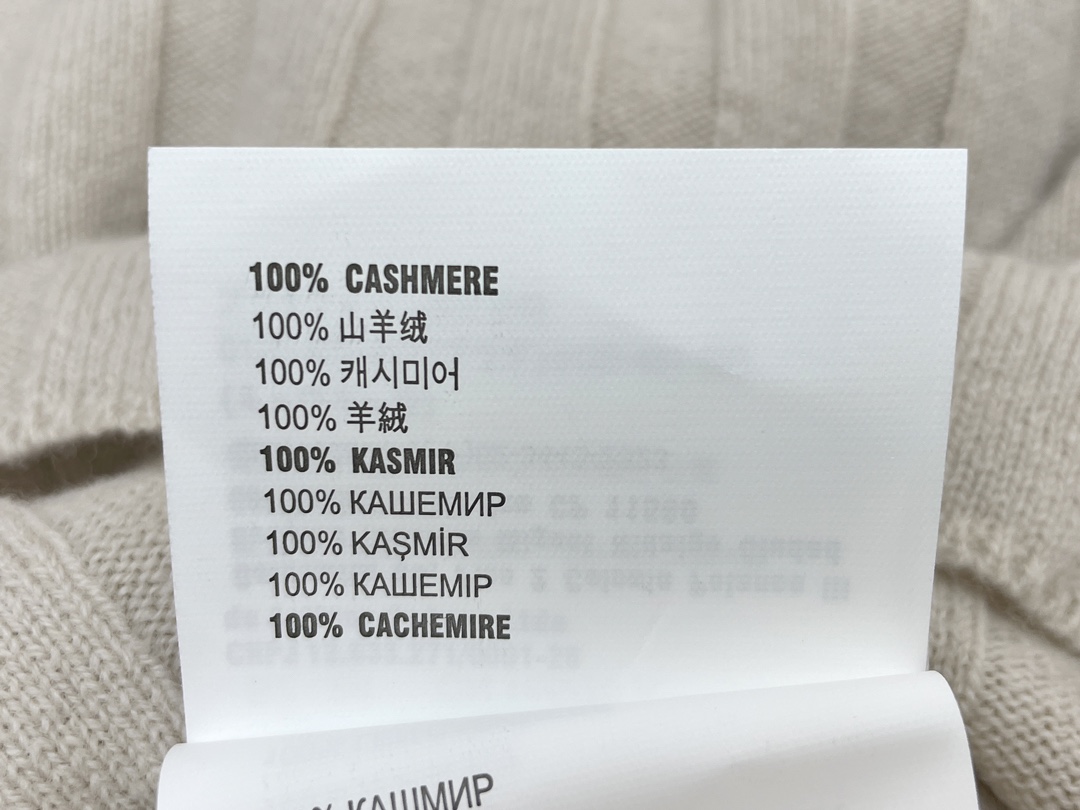 100% CASHMERE
100% 山羊绒
100% 캐시미어
100% 羊絨
100% KASMIR
100% КАШЕМИР
100% KAŞMİR
100% КАШЕМІР
100% CACHEMIRE
% КАШМИР